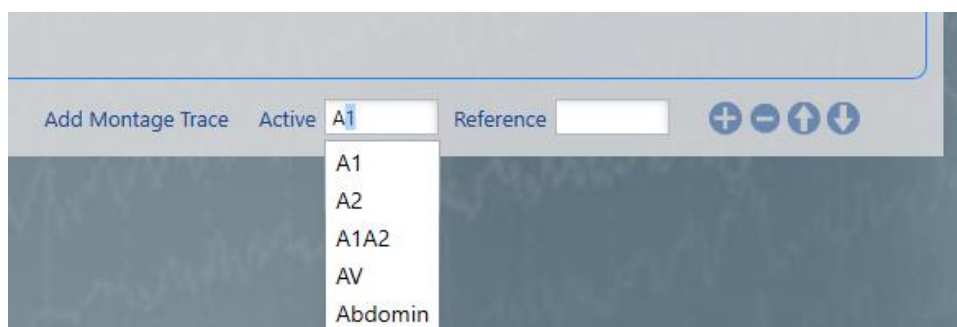 Add Montage Trace Active A1 Reference
A1
A2
A1A2
AV
Abdomin